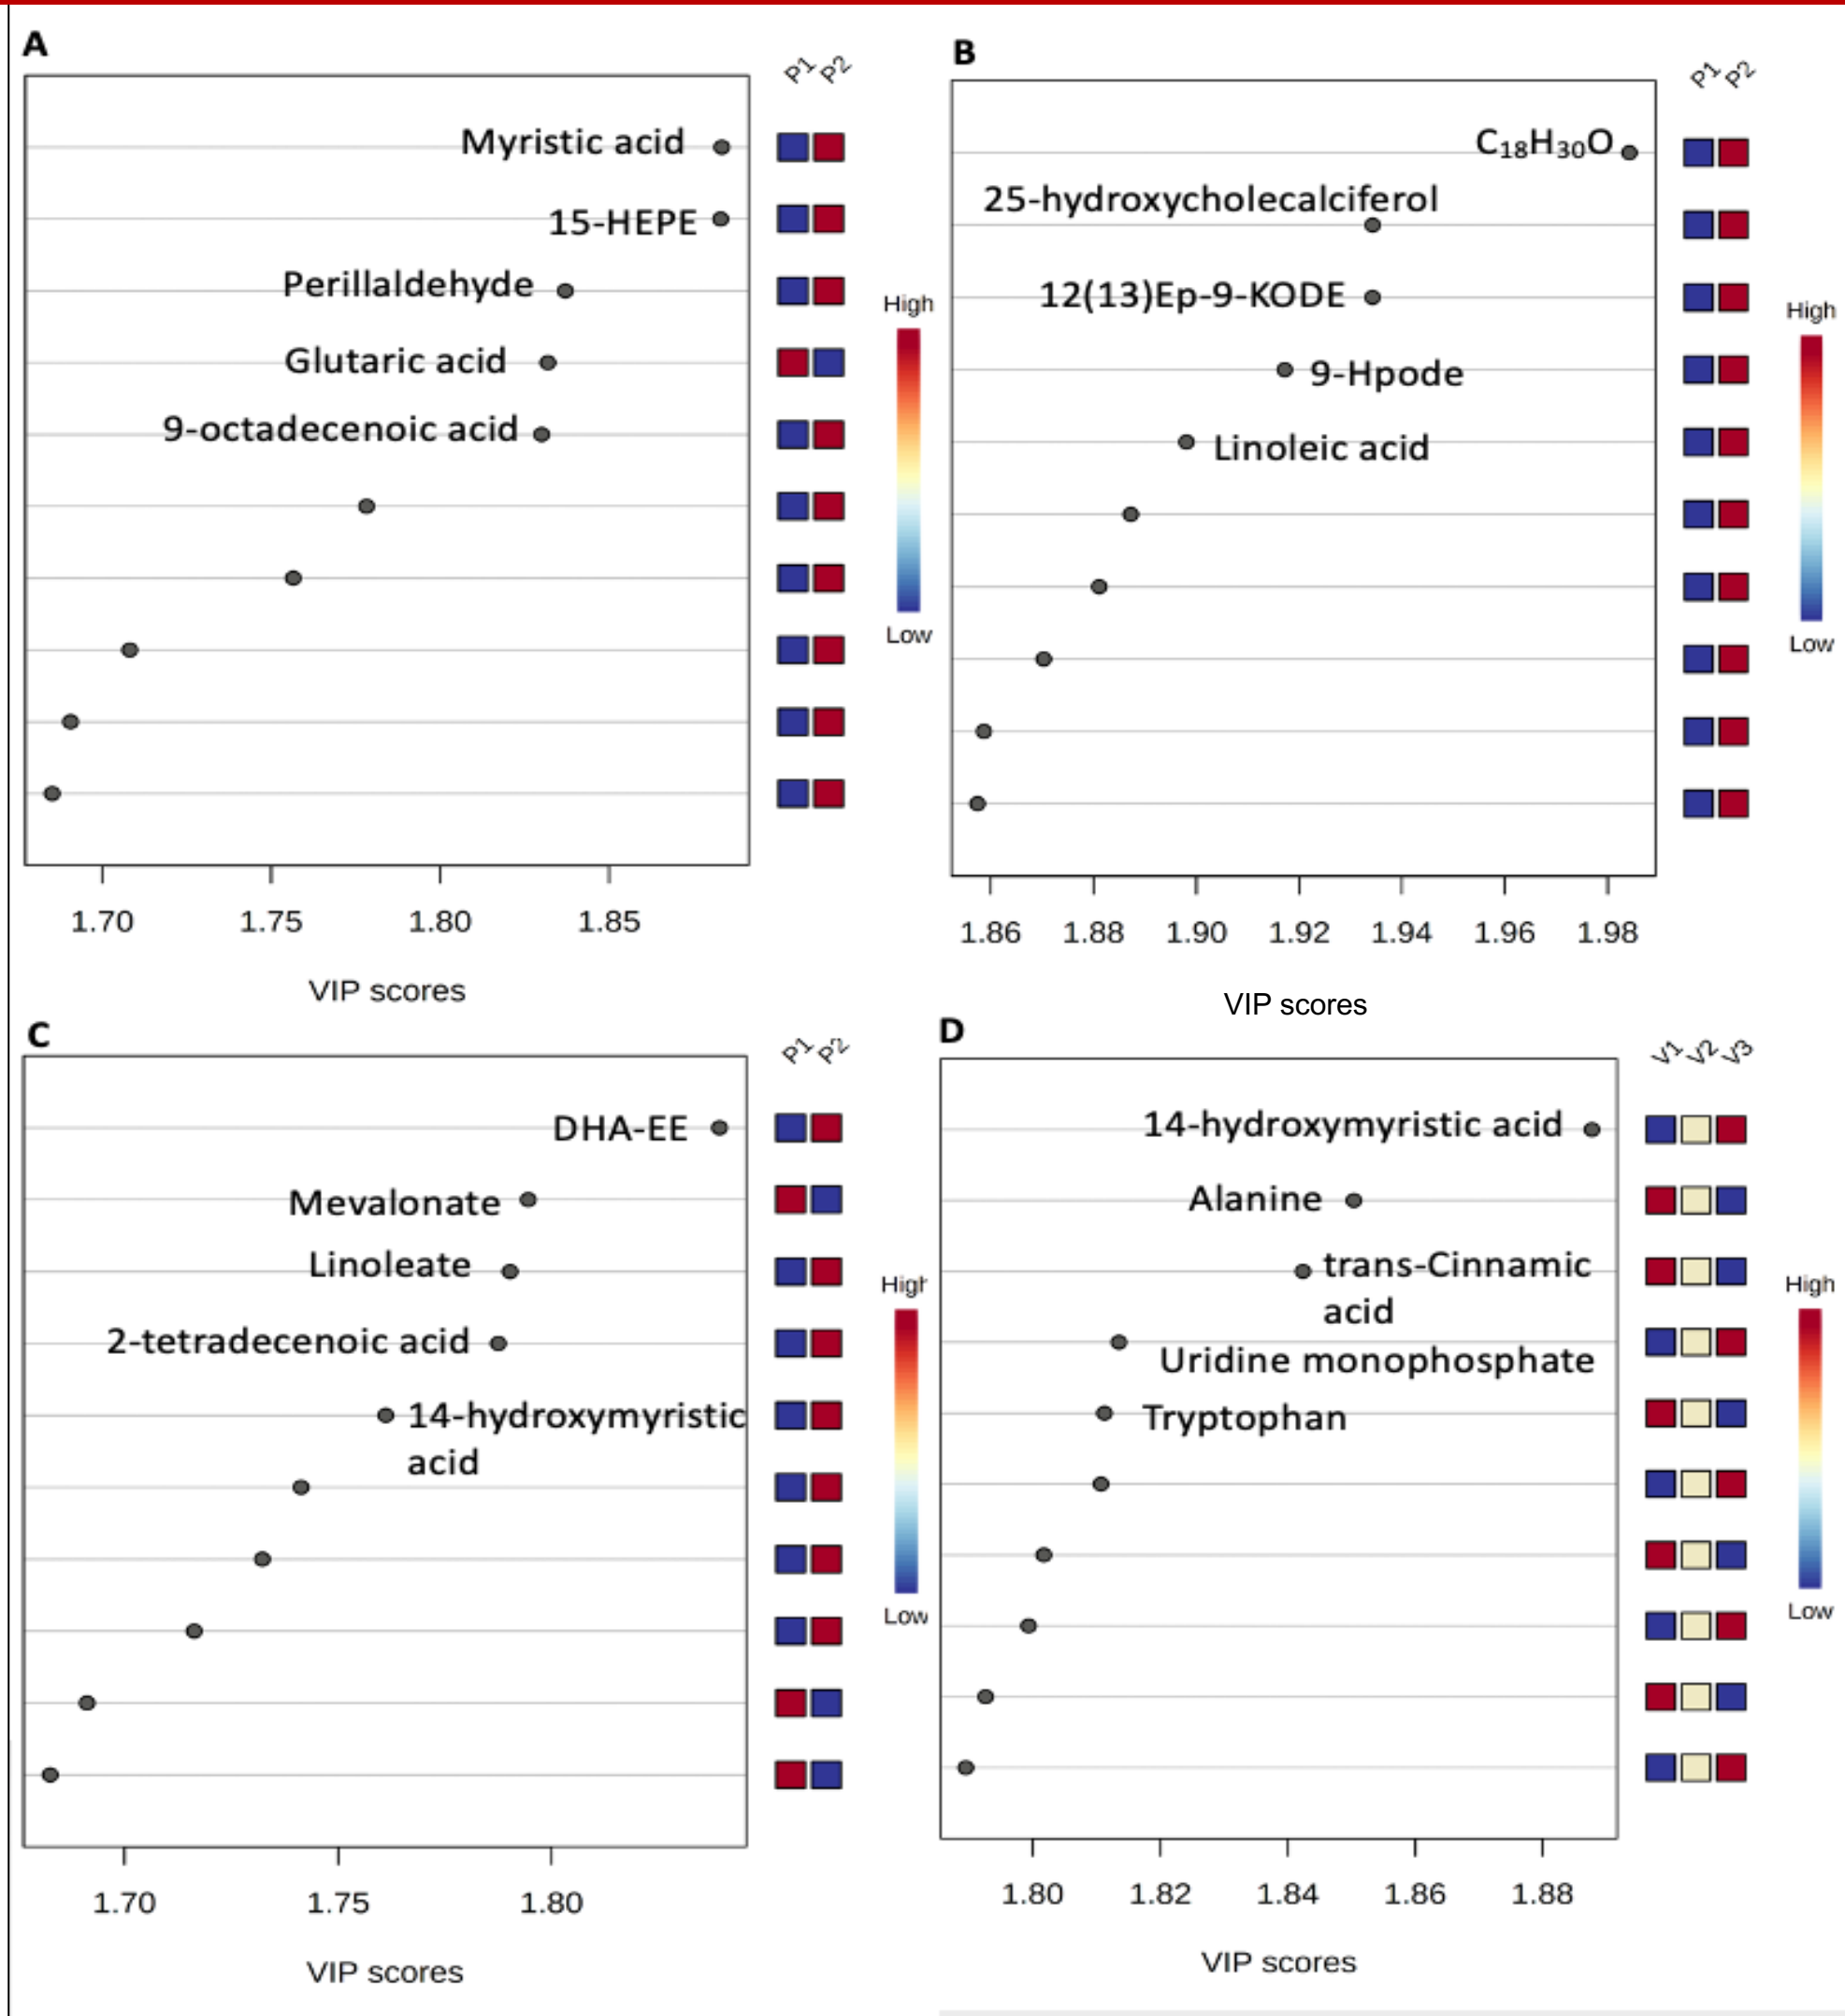 A
P1 P2
Myristic acid
15-HEPE
Perillaldehyde
Glutaric acid
9-octadecenoic acid
High
Low
1.70 1.75 1.80 1.85
VIP scores
B
P1 P2
C₁₈H₃₀O
25-hydroxycholecalciferol
12(13)Ep-9-KODE
9-Hpode
Linoleic acid
High
Low
1.86 1.88 1.90 1.92 1.94 1.96 1.98
VIP scores
C
P1 P2
DHA-EE
Mevalonate
Linoleate
2-tetradecenoic acid
14-hydroxymyristic
acid
High
Low
1.70 1.75 1.80
VIP scores
D
V1 V2 V3
14-hydroxymyristic acid
Alanine
trans-Cinnamic
acid
Uridine monophosphate
Tryptophan
High
Low
1.80 1.82 1.84 1.86 1.88
VIP scores